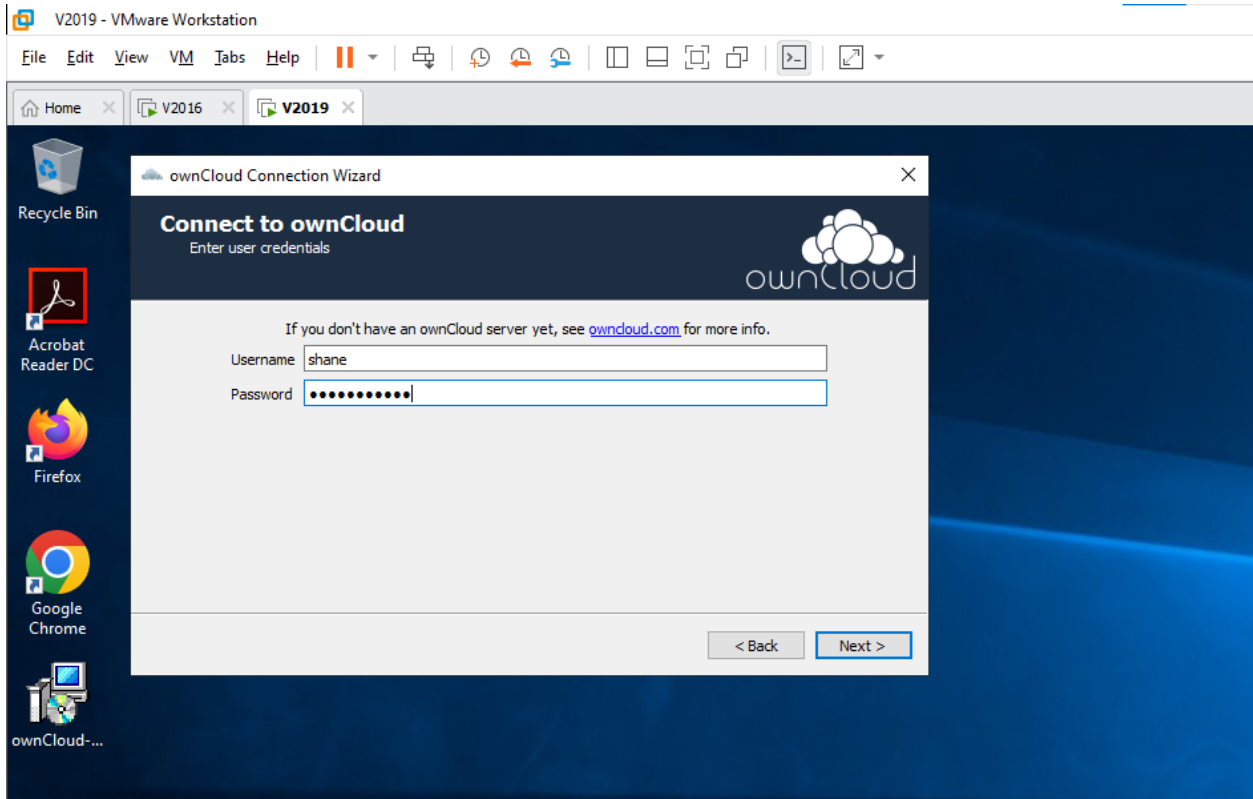 V2019 - VMware Workstation
File Edit View VM Tabs Help
Home V2016 V2019
Recycle Bin
Acrobat
Reader DC
Firefox
Google
Chrome
ownCloud-...
ownCloud Connection Wizard
Connect to ownCloud
Enter user credentials
ownCloud
If you don't have an ownCloud server yet, see owncloud.com for more info.
Username shane
Password •••••••••••
< Back Next >